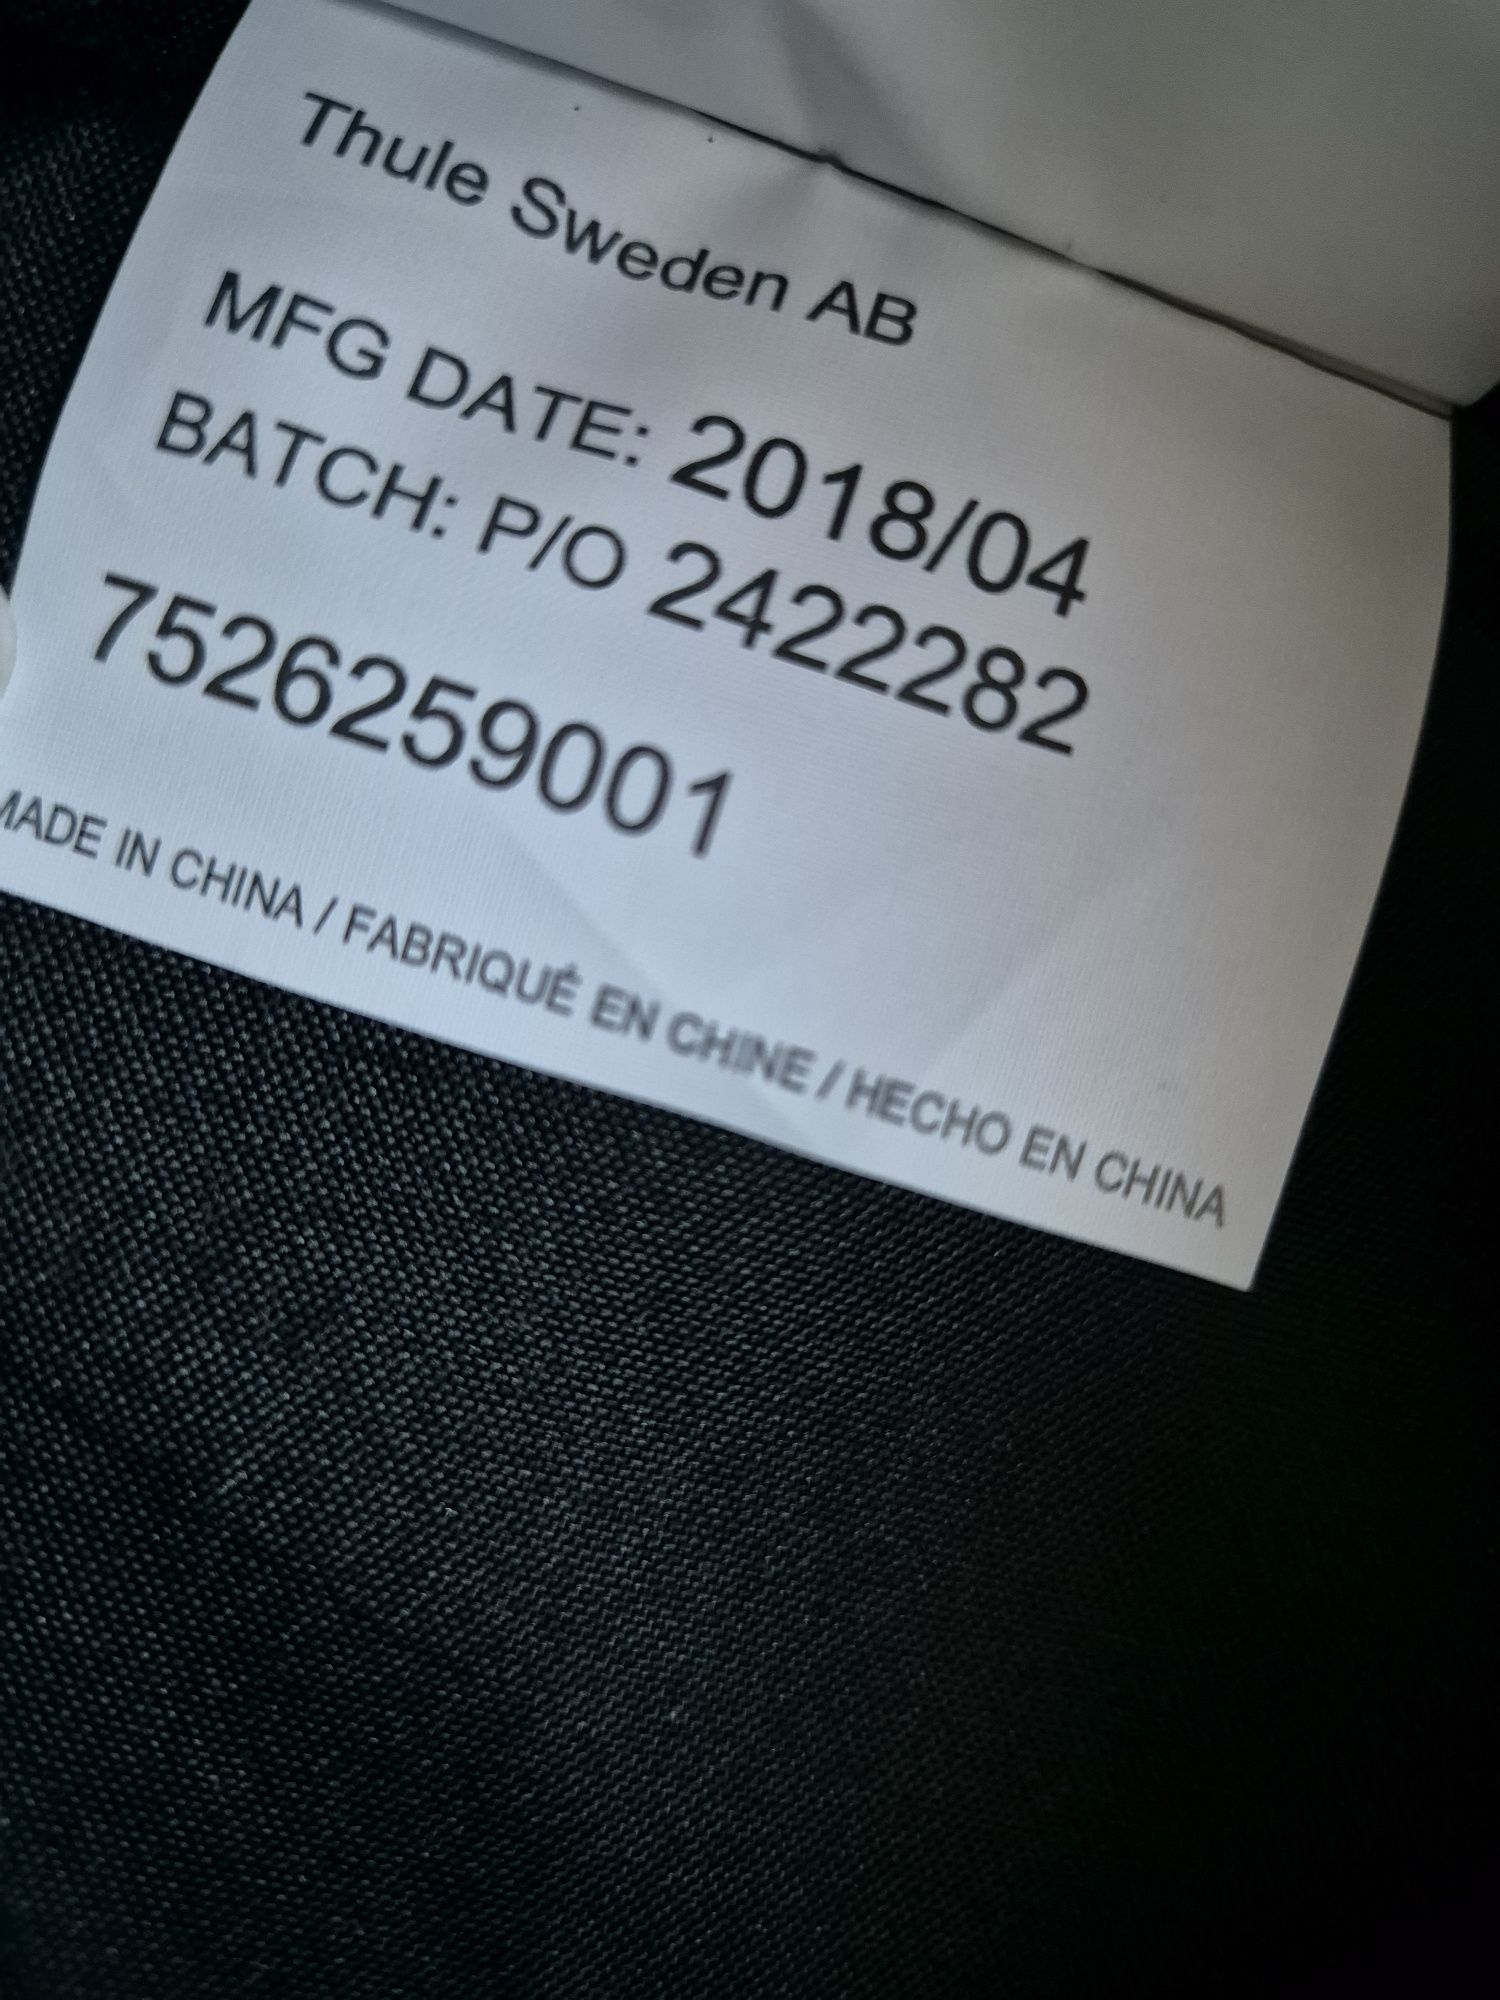 Thule Sweden AB
MFG DATE: 2018/04
BATCH: P/O 2422282
7526259001
MADE IN CHINA / FABRIQUÉ EN CHINE / HECHO EN CHINA